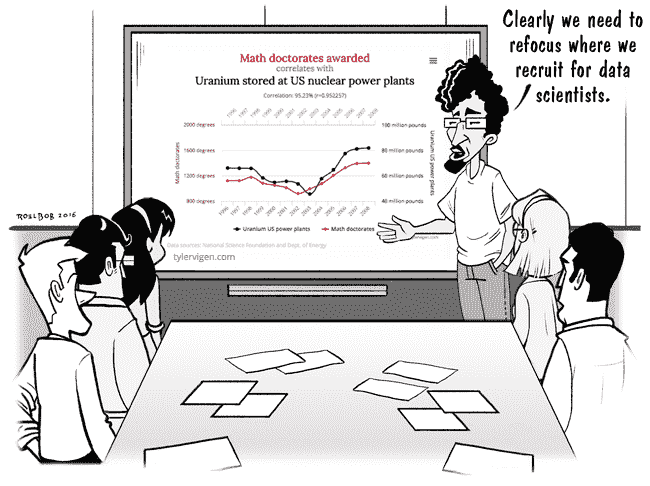 Clearly we need to
refocus where we
recruit for data
scientists.
Math doctorates awarded
correlates with
Uranium stored at US nuclear power plants
Correlation: 95.23% (r=0.952257)
1996 1997 1998 1999 2000 2001 2002 2003 2004 2005 2006 2007 2008
2000 degrees 100 million pounds
1600 degrees 80 million pounds
1200 degrees 60 million pounds
800 degrees 40 million pounds
Math doctorates
Uranium US power plants
1996 1997 1998 1999 2000 2001 2002 2003 2004 2005 2006 2007 2008
Uranium US power plants Math doctorates
Data sources: National Science Foundation and Dept. of Energy
tylervigen.com
ROSLBOB 2016